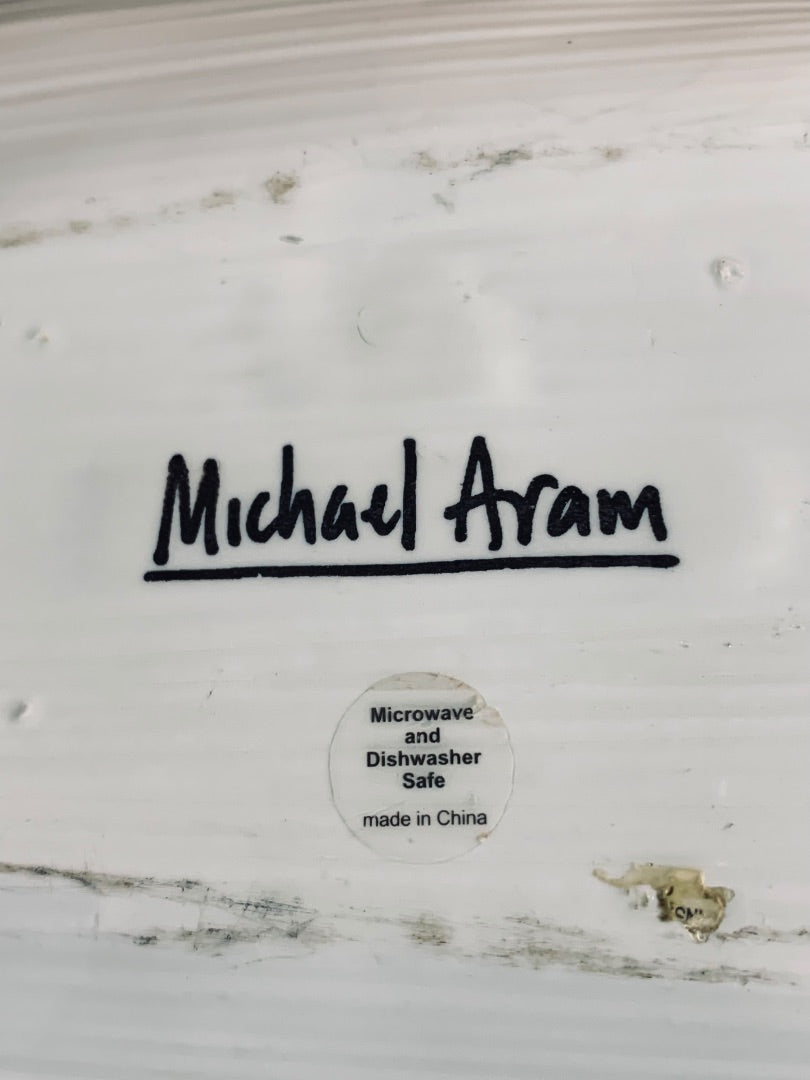 Michael Aram
Microwave
and
Dishwasher
Safe
made in China